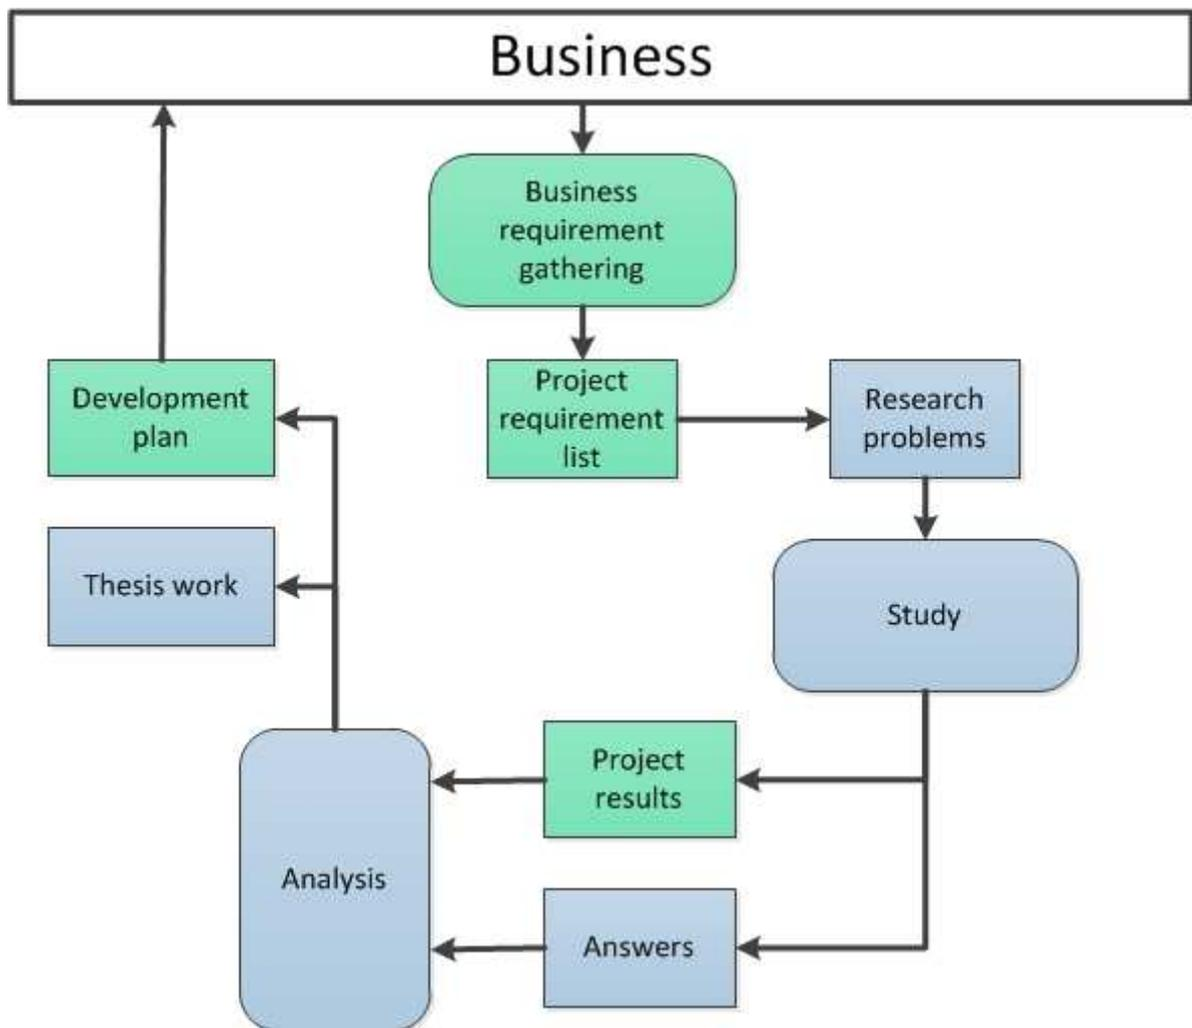 Business
Business
requirement
gathering
Development
plan
Project
requirement
list
Research
problems
Thesis work
Study
Project
results
Analysis
Answers